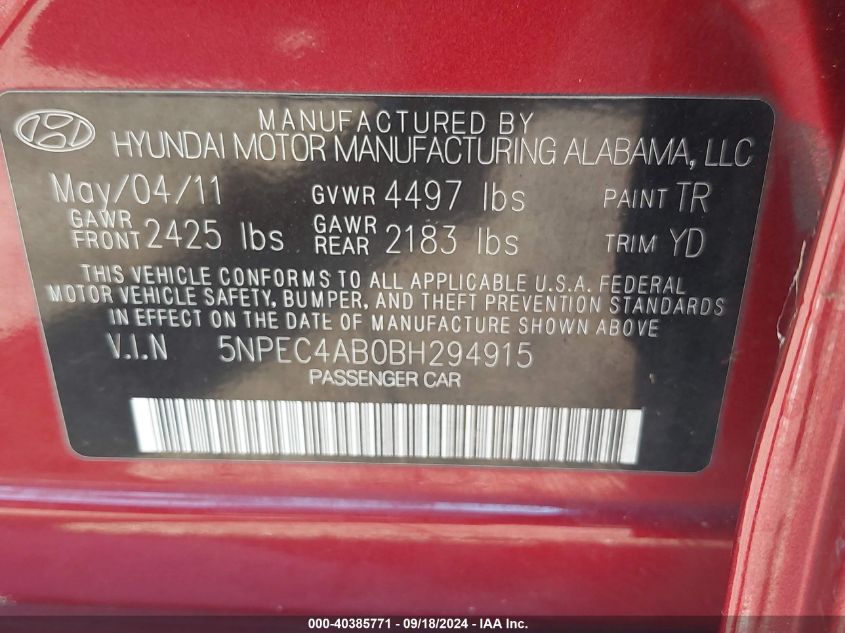 MANUFACTURED BY
HYUNDAI MOTOR MANUFACTURING ALABAMA, LLC
May/04/11 GVWR 4497 lbs PAINT TR
GAWR FRONT 2425 lbs GAWR REAR 2183 lbs TRIM YD
THIS VEHICLE CONFORMS TO ALL APPLICABLE U.S.A. FEDERAL
MOTOR VEHICLE SAFETY, BUMPER, AND THEFT PREVENTION STANDARDS
IN EFFECT ON THE DATE OF MANUFACTURE SHOWN ABOVE
V.I.N 5NPEC4AB0BH294915
PASSENGER CAR
000-40385771 - 09/18/2024 - IAA Inc.